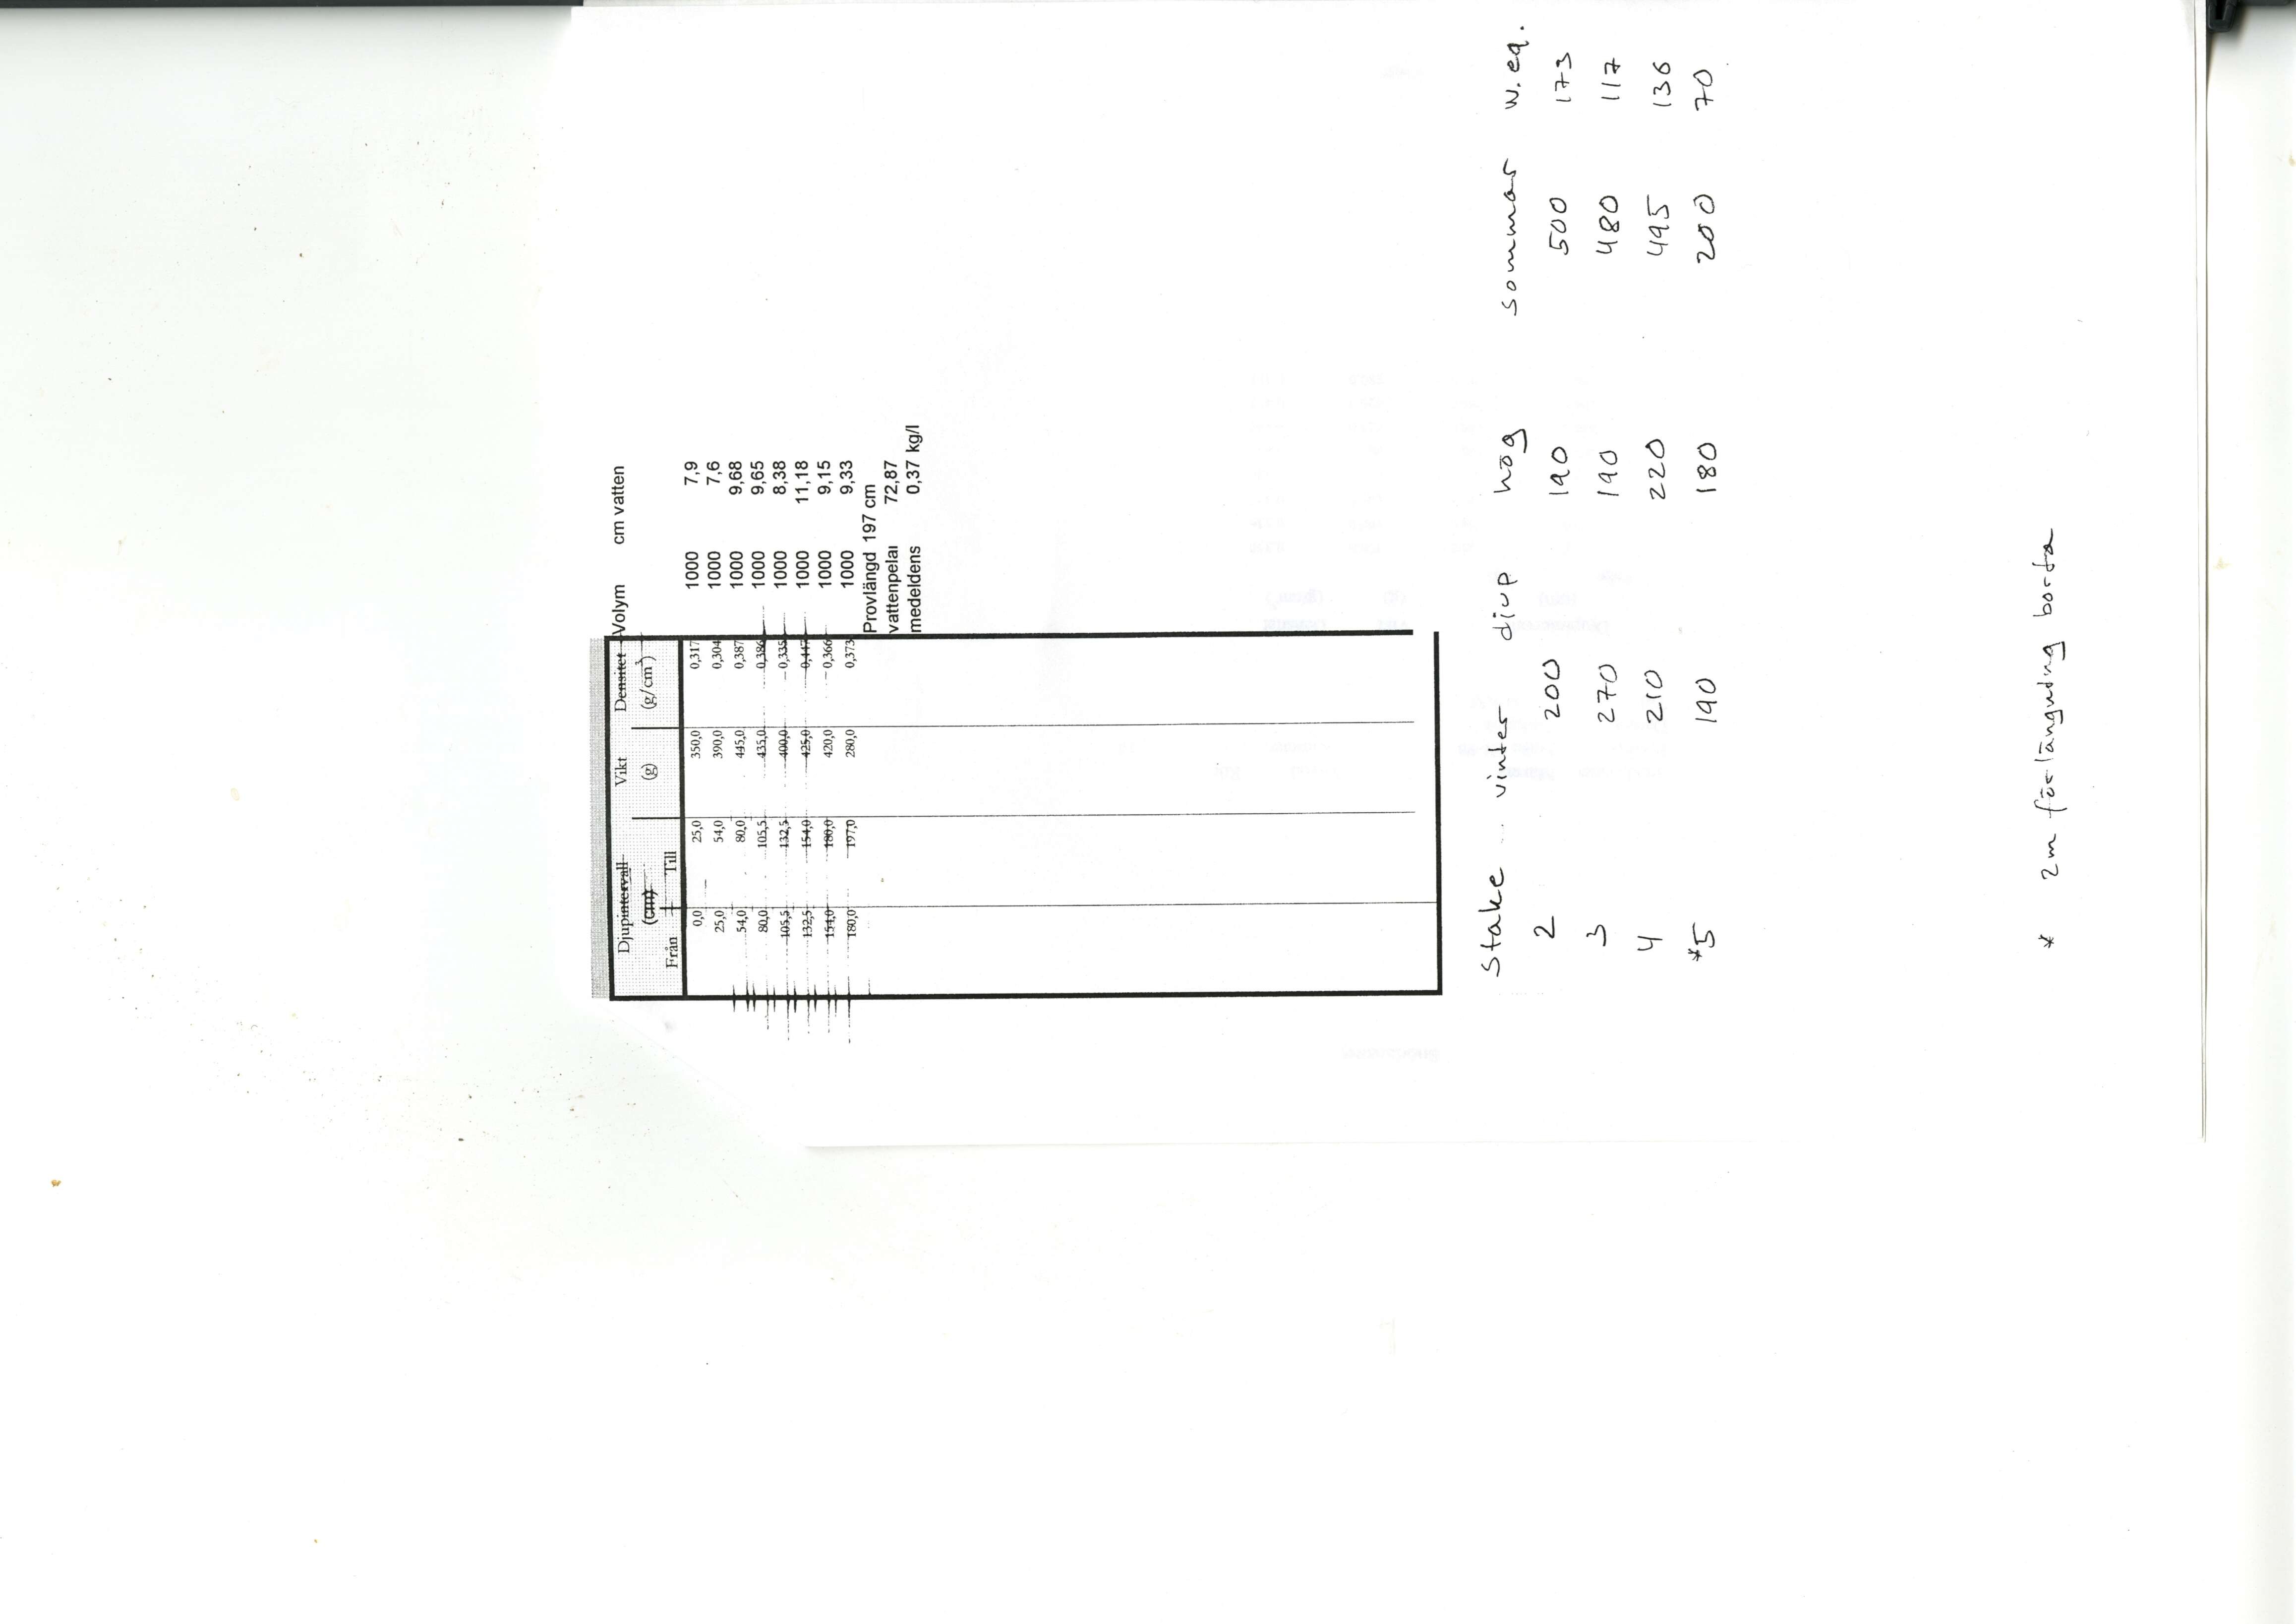 Djupintervall Vikt Densitet Volym cm vatten
(cm) (g) (g/cm³)
Från Till
0,0 25,0 350,0 0,317 1000 7,9
25,0 54,0 390,0 0,304 1000 7,6
54,0 80,0 445,0 0,387 1000 9,68
80,0 105,5 435,0 0,386 1000 9,65
105,5 132,5 400,0 0,335 1000 8,38
132,5 154,0 425,0 0,447 1000 11,18
154,0 180,0 420,0 0,366 1000 9,15
180,0 197,0 280,0 0,373 1000 9,33
Provlängd 197 cm
vattenpelar 72,87
medeldens 0,37 kg/l
Stake vinter djup hög sommar w.eq.
2 200 190 500 173
3 270 190 480 117
4 210 220 495 136
*5 190 180 200 70
* 2m förlängning borta